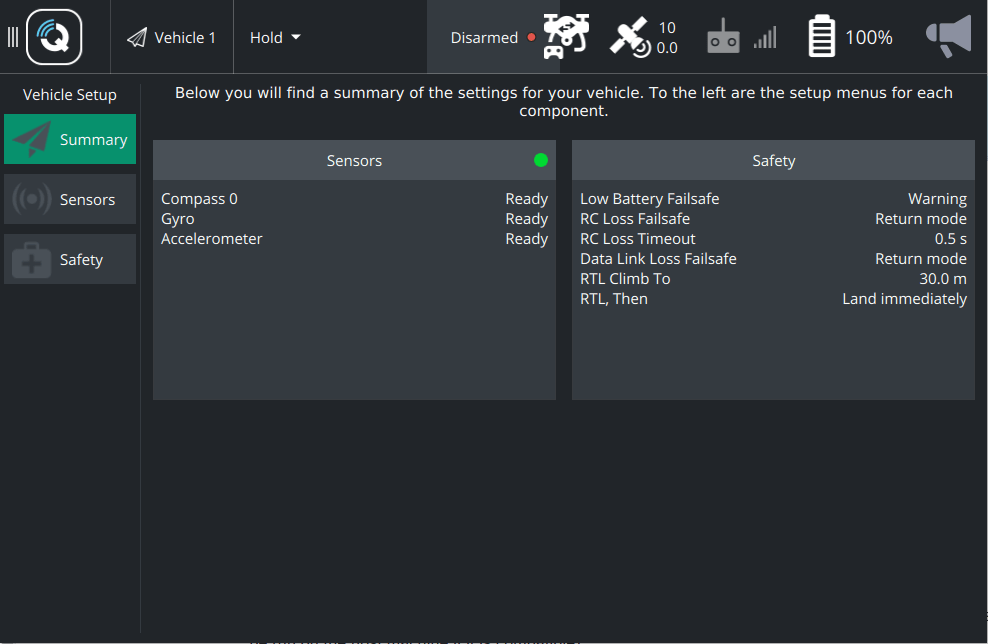 Vehicle 1
Hold
Disarmed
10
0.0
100%
Vehicle Setup
Summary
Sensors
Safety
Below you will find a summary of the settings for your vehicle. To the left are the setup menus for each
component.
Sensors
Compass 0 Ready
Gyro Ready
Accelerometer Ready
Safety
Low Battery Failsafe Warning
RC Loss Failsafe Return mode
RC Loss Timeout 0.5 s
Data Link Loss Failsafe Return mode
RTL Climb To 30.0 m
RTL, Then Land immediately